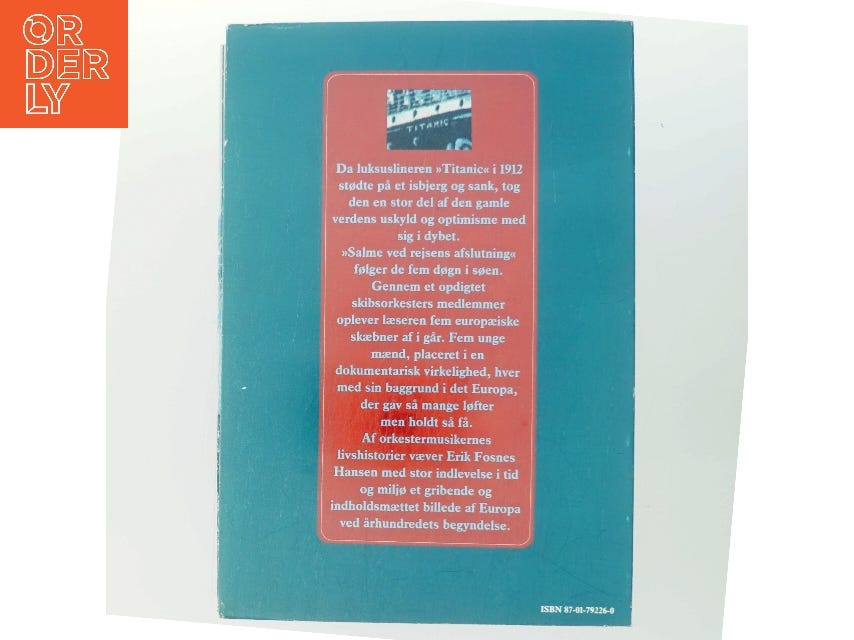 OR
DER
LY
TITANIC
Da luksuslineren »Titanic« i 1912
stødte på et isbjerg og sank, tog
den en stor del af den gamle
verdens uskyld og optimisme med
sig i dybet.
»Salme ved rejsens afslutning«
følger de fem døgn i søen.
Gennem et opdigtet
skibsorkesters medlemmer
oplever læseren fem europæiske
skæbner af i går. Fem unge
mænd, placeret i en
dokumentarisk virkelighed, hver
med sin baggrund i det Europa,
der gav så mange løfter
men holdt så få.
Af orkestermusikernes
livshistorier væver Erik Fosnes
Hansen med stor indlevelse i tid
og miljø et gribende og
indholdsmættet billede af Europa
ved århundredets begyndelse.
ISBN 87-01-79226-0